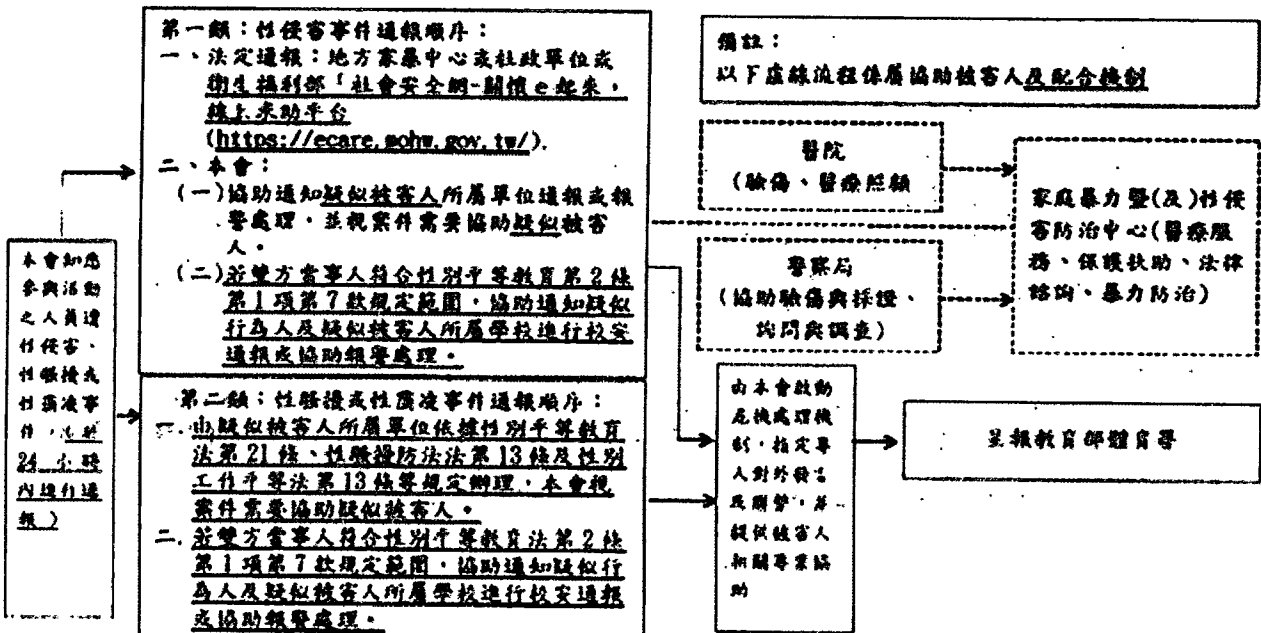 本會知悉
參與活動
之人員遭
性侵害、
性騷擾或
性霸凌事
件，
24 小時
內進行通
報）
第一類：性侵害事件通報順序：
一、法定通報：地方家暴中心或社政單位或
衛生福利部「社會安全網-關懷e起來，
線上求助平台
(https://ecare.mohw.gov.tw/).
二、本會：
(一)協助通知疑似被害人所屬單位通報或報
警處理，並視案件需要協助疑似被害
人。
(二)若雙方當事人符合性別平等教育第2條
第1項第7款規定範圍，協助通知疑似
行為人及疑似被害人所屬學校進行校安
通報或協助報警處理。
第二類：性騷擾或性霸凌事件通報順序：
一.由疑似被害人所屬單位依據性別平等教育
法第21條、性騷擾防法法第13條及性別
工作平等法第13條等規定辦理，本會視
案件需要協助疑似被害人。
二.若雙方當事人符合性別平等教育法第2條
第1項第7款規定範圍，協助通知疑似行
為人及疑似被害人所屬學校進行校安通報
或協助報警處理。
備註：
以下虛線流程係屬協助被害人及配合機制
醫院
(驗傷、醫療照顧
警察局
(協助驗傷與採證、
詢問與調查)
家庭暴力暨(及)性侵
害防治中心(醫療服
務、保護扶助、法律
諮詢、暴力防治)
由本會啟動
危機處理機
制，指定專
人對外發言
及聯繫，並
提供被害人
相關專業協
助
並報教育部體育署